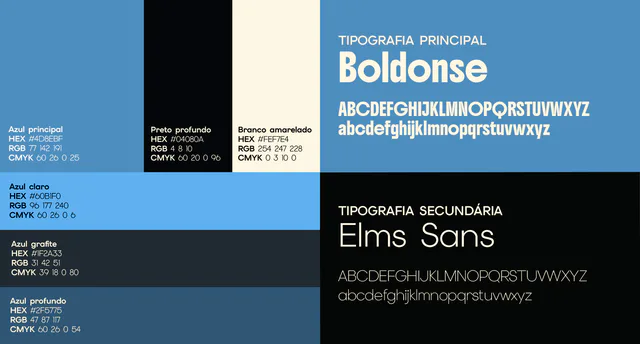 Azul principal
HEX #4D8EBF
RGB 77 142 191
CMYK 60 26 0 25
Preto profundo
HEX #04080A
RGB 4 8 10
CMYK 60 20 0 96
Branco amarelado
HEX #FEF7E4
RGB 254 247 228
CMYK 0 3 10 0
Azul claro
HEX #60B1F0
RGB 96 177 240
CMYK 60 26 0 6
Azul grafite
HEX #1F2A33
RGB 31 42 51
CMYK 39 18 0 80
Azul profundo
HEX #2F5775
RGB 47 87 117
CMYK 60 26 0 54
TIPOGRAFIA PRINCIPAL
Boldonse
ABCDEFGHIJKLMNOPQRSTUVWXYZ
abcdefghijklmnopqrstuvwxyz
TIPOGRAFIA SECUNDÁRIA
Elms Sans
ABCDEFGHIJKLMNOPQRSTUVWXYZ
abcdefghijklmnopqrstuvwxyz